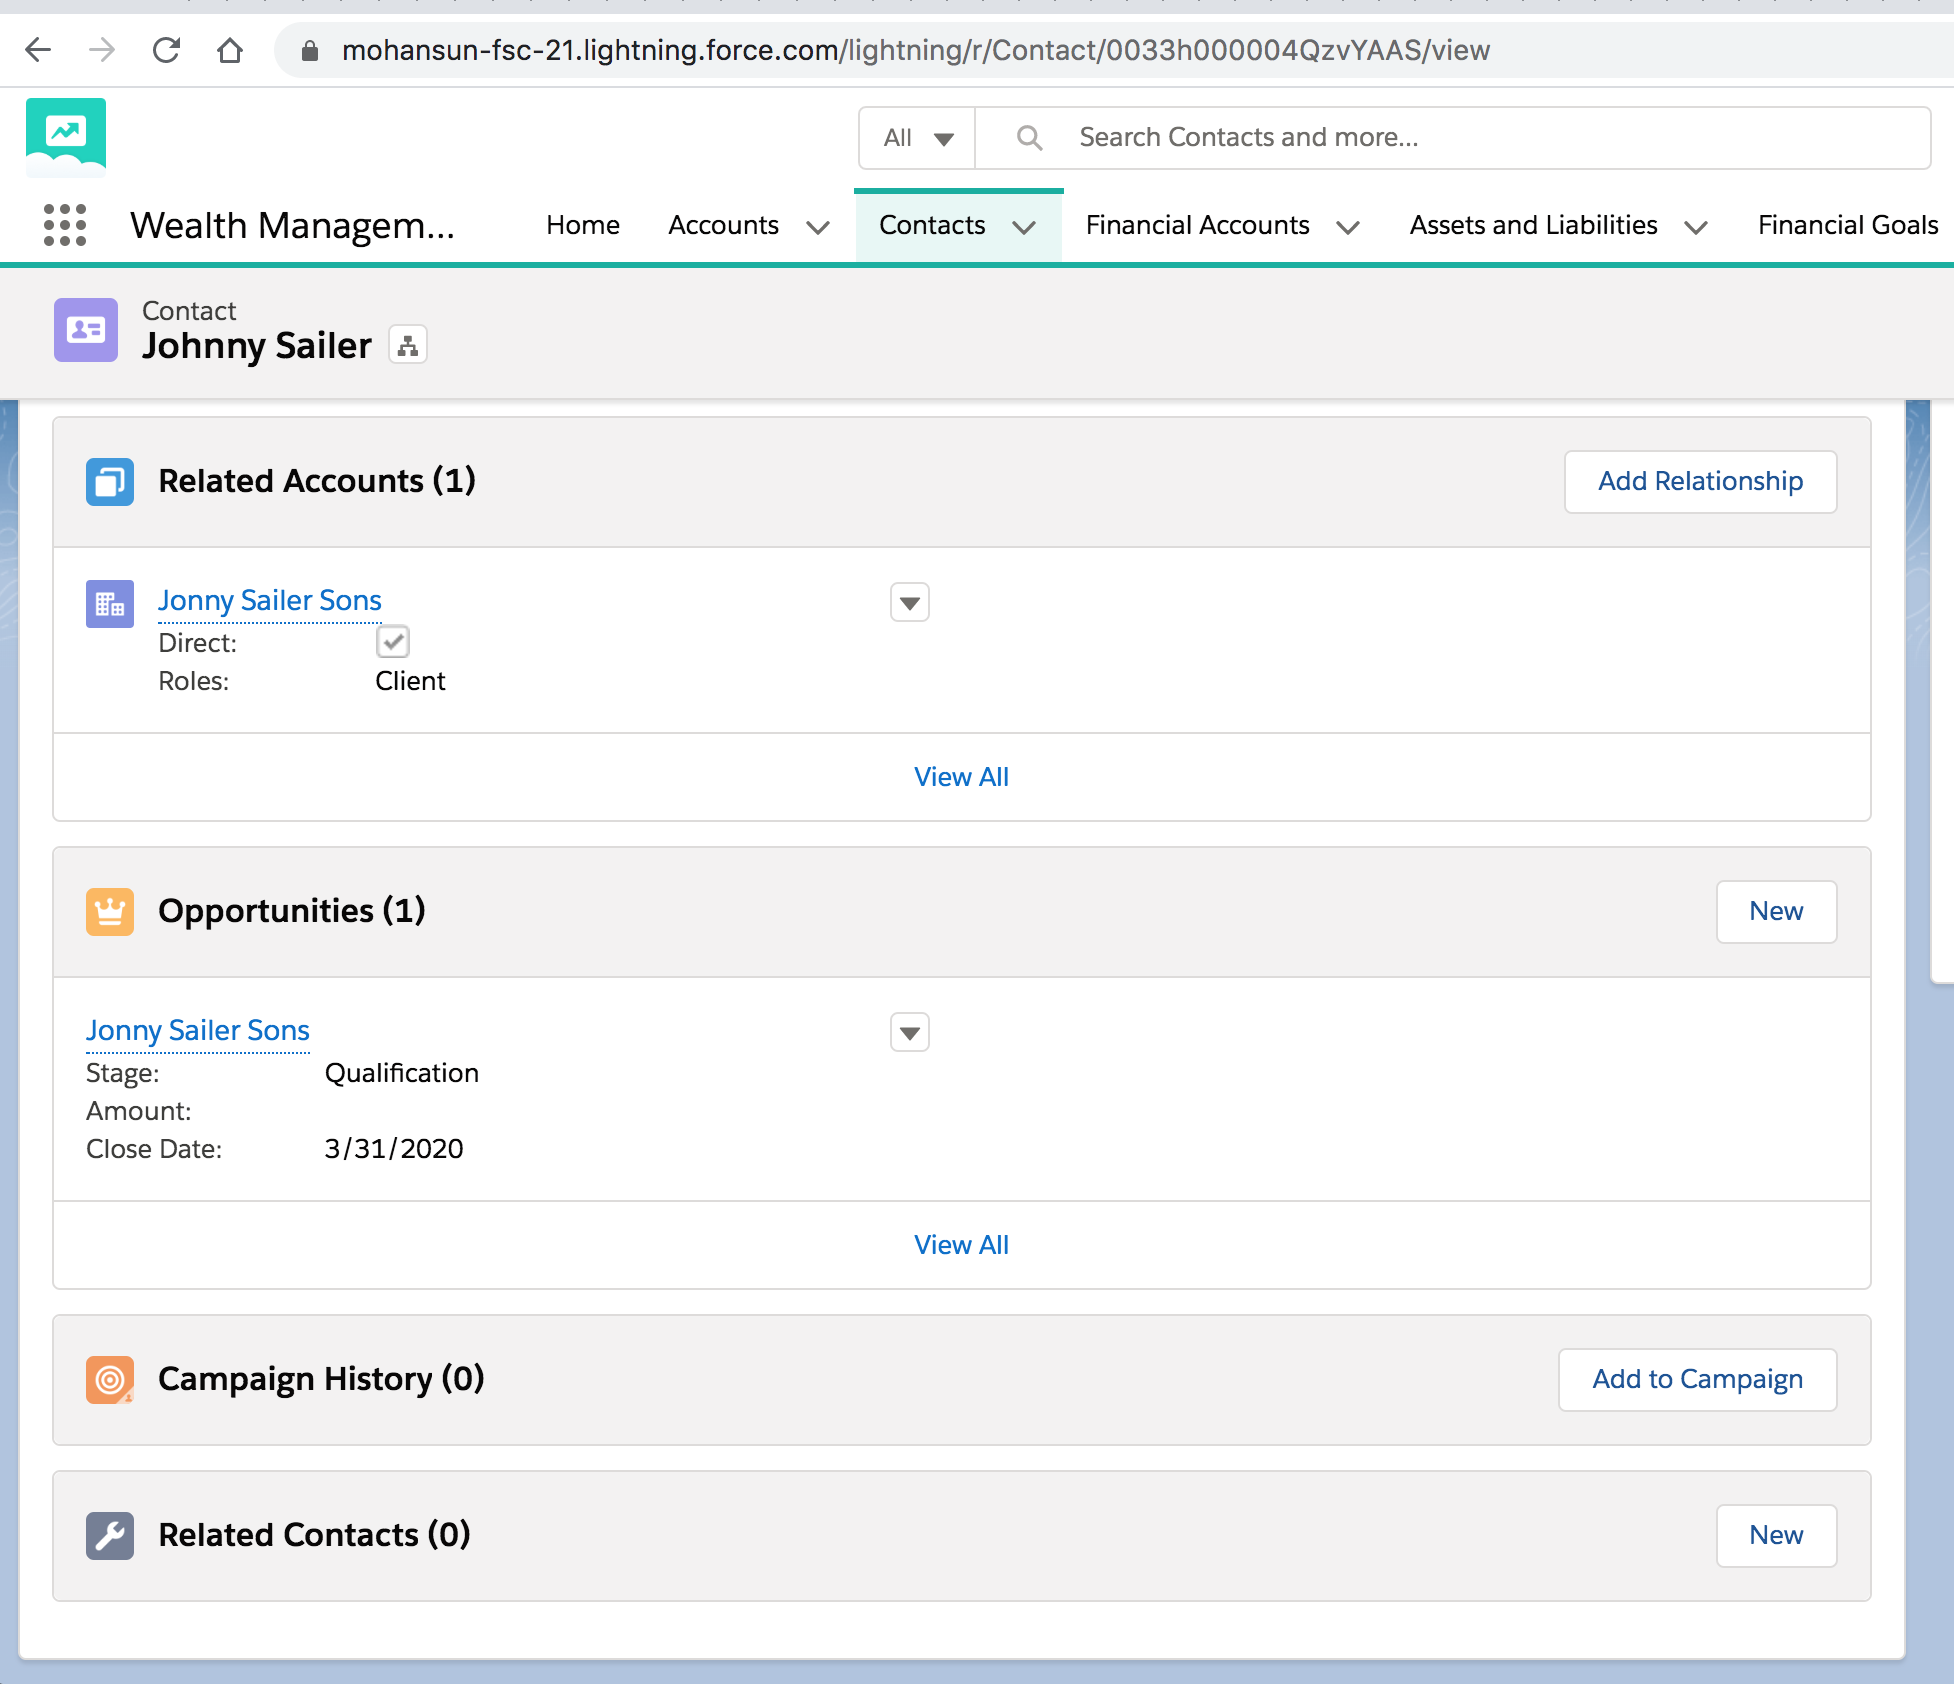 mohansun-fsc-21.lightning.force.com/lightning/r/Contact/0033h000004QzvYAAS/view
All Search Contacts and more...
Wealth Managem... Home Accounts Contacts Financial Accounts Assets and Liabilities Financial Goals
Contact
Johnny Sailer
Related Accounts (1) Add Relationship
Jonny Sailer Sons
Direct:
Roles: Client
View All
Opportunities (1) New
Jonny Sailer Sons
Stage: Qualification
Amount:
Close Date: 3/31/2020
View All
Campaign History (0) Add to Campaign
Related Contacts (0) New